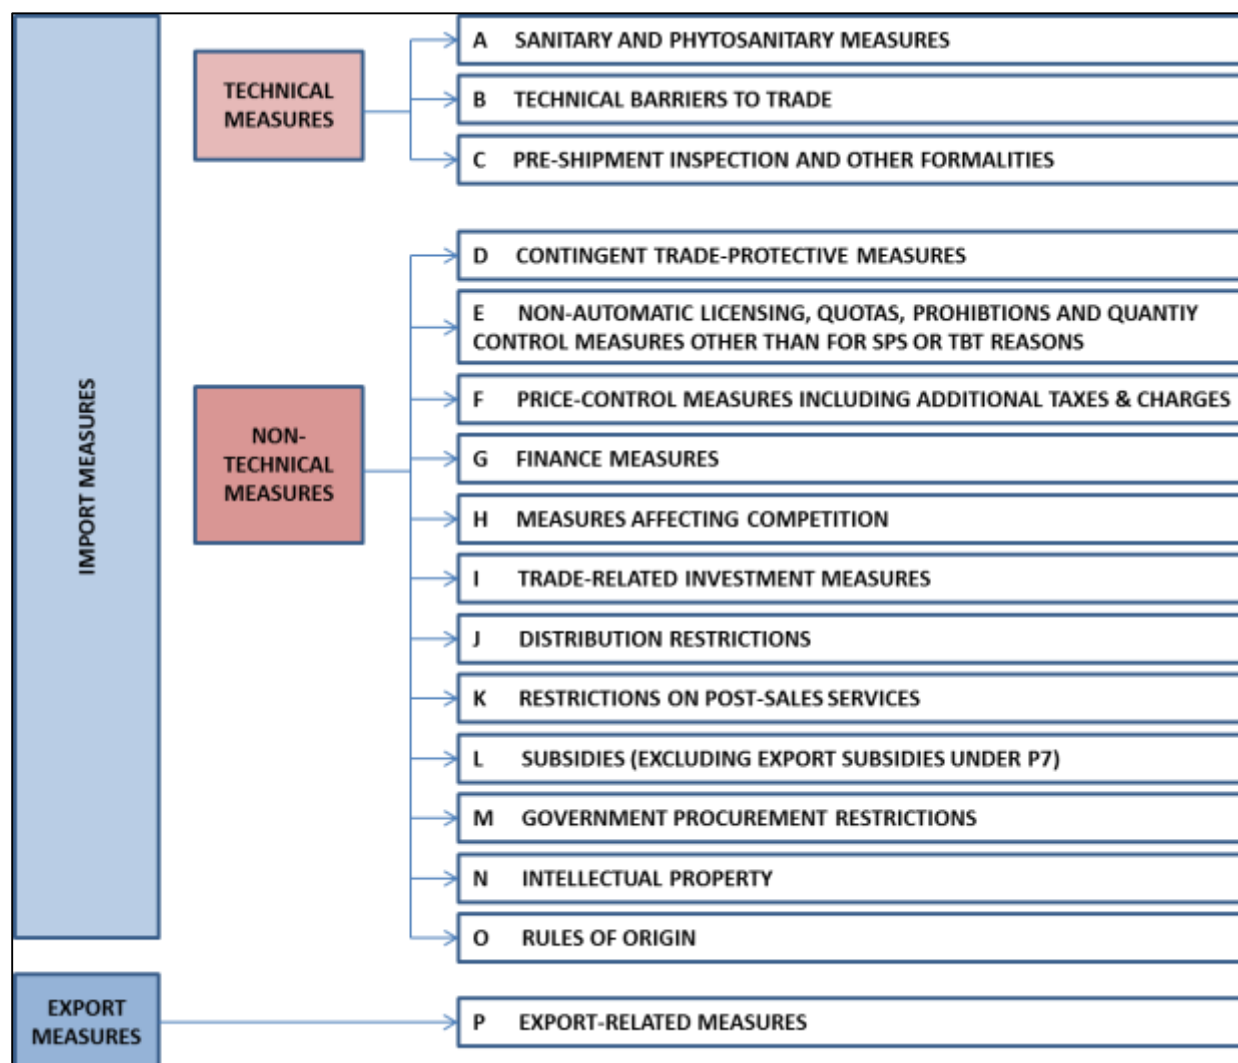 IMPORT MEASURES
TECHNICAL
MEASURES
A SANITARY AND PHYTOSANITARY MEASURES
B TECHNICAL BARRIERS TO TRADE
C PRE-SHIPMENT INSPECTION AND OTHER FORMALITIES
NON-
TECHNICAL
MEASURES
D CONTINGENT TRADE-PROTECTIVE MEASURES
E NON-AUTOMATIC LICENSING, QUOTAS, PROHIBTIONS AND QUANTIY
CONTROL MEASURES OTHER THAN FOR SPS OR TBT REASONS
F PRICE-CONTROL MEASURES INCLUDING ADDITIONAL TAXES & CHARGES
G FINANCE MEASURES
H MEASURES AFFECTING COMPETITION
I TRADE-RELATED INVESTMENT MEASURES
J DISTRIBUTION RESTRICTIONS
K RESTRICTIONS ON POST-SALES SERVICES
L SUBSIDIES (EXCLUDING EXPORT SUBSIDIES UNDER P7)
M GOVERNMENT PROCUREMENT RESTRICTIONS
N INTELLECTUAL PROPERTY
O RULES OF ORIGIN
EXPORT
MEASURES
P EXPORT-RELATED MEASURES